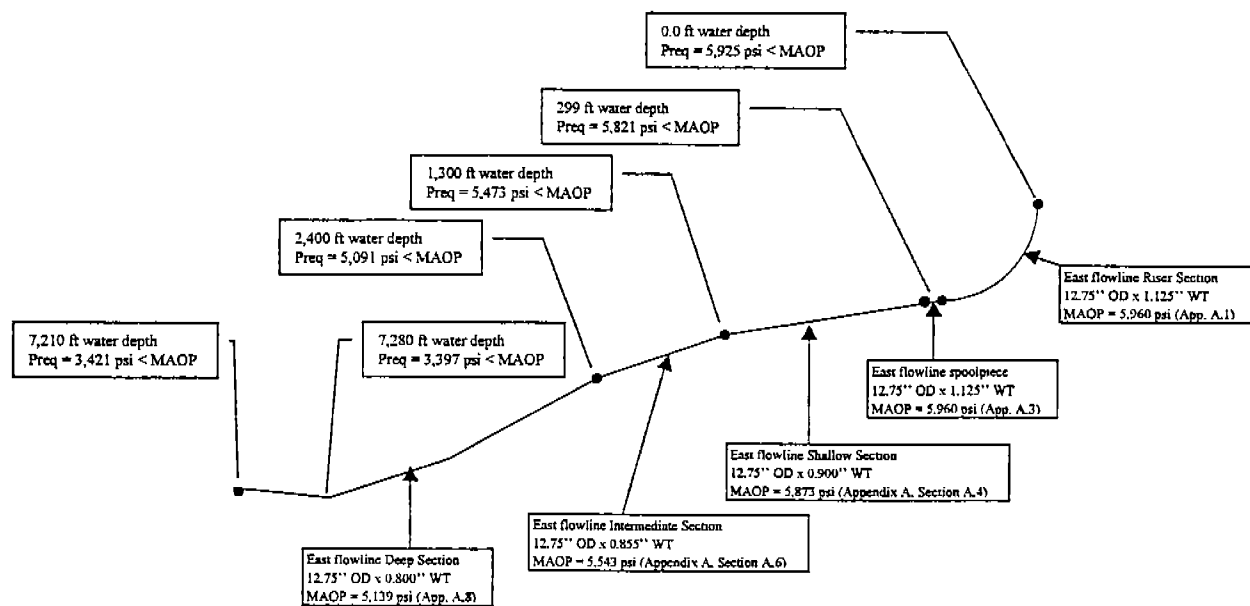 0.0 ft water depth
Preq = 5,925 psi < MAOP
299 ft water depth
Preq = 5,821 psi < MAOP
1,300 ft water depth
Preq = 5,473 psi < MAOP
2,400 ft water depth
Preq = 5,091 psi < MAOP
7,210 ft water depth
Preq = 3,421 psi < MAOP
7,280 ft water depth
Preq = 3,397 psi < MAOP
East flowline Riser Section
12.75'' OD x 1.125'' WT
MAOP = 5,960 psi (App. A.1)
East flowline spoolpiece
12.75'' OD x 1.125'' WT
MAOP = 5,960 psi (App. A.3)
East flowline Shallow Section
12.75'' OD x 0.900'' WT
MAOP = 5,873 psi (Appendix A, Section A.4)
East flowline Intermediate Section
12.75'' OD x 0.855'' WT
MAOP = 5,543 psi (Appendix A, Section A.6)
East flowline Deep Section
12.75'' OD x 0.800'' WT
MAOP = 5,139 psi (App. A.8)